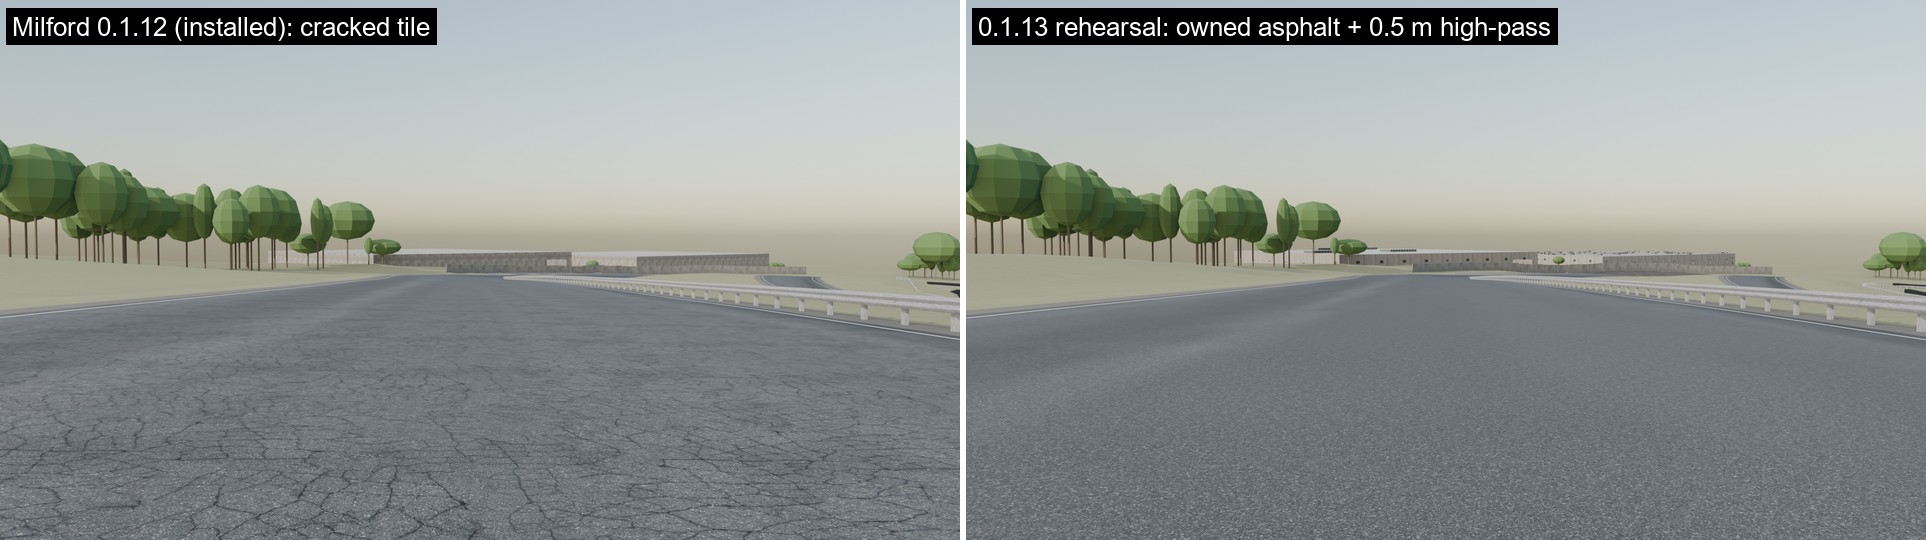 Milford 0.1.12 (installed): cracked tile
0.1.13 rehearsal: owned asphalt + 0.5 m high-pass